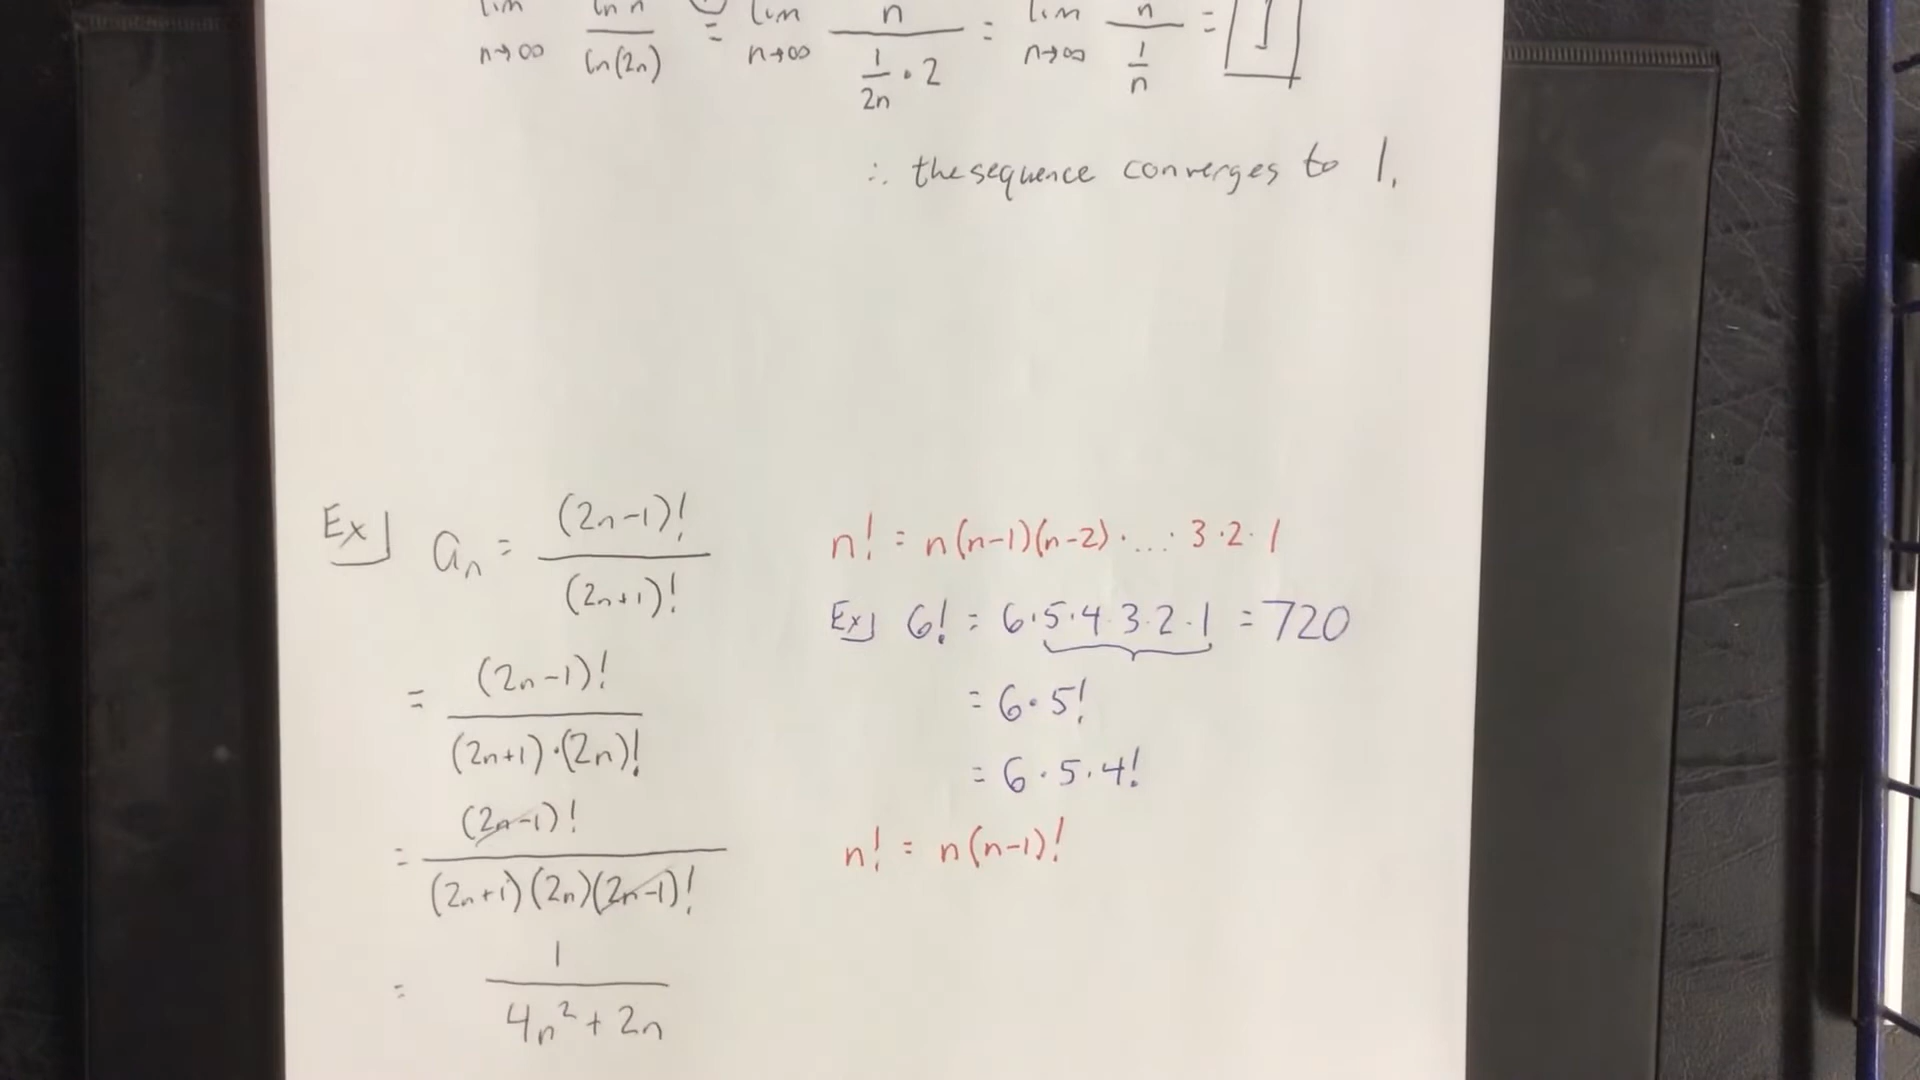 lim n→∞ ln n / ln(2n) = lim n→∞ n / (1/2n · 2) = lim n→∞ n / (1/n) = 1
∴ the sequence converges to 1.
Ex] aₙ = (2n-1)! / (2n+1)!
= (2n-1)! / ((2n+1)·(2n)!)
= (2n-1)! / ((2n+1)(2n)(2n-1)!)
= 1 / (4n²+2n)
n! = n(n-1)(n-2)·...· 3·2·1
Ex] 6! = 6·5·4·3·2·1 = 720
= 6·5!
= 6·5·4!
n! = n(n-1)!